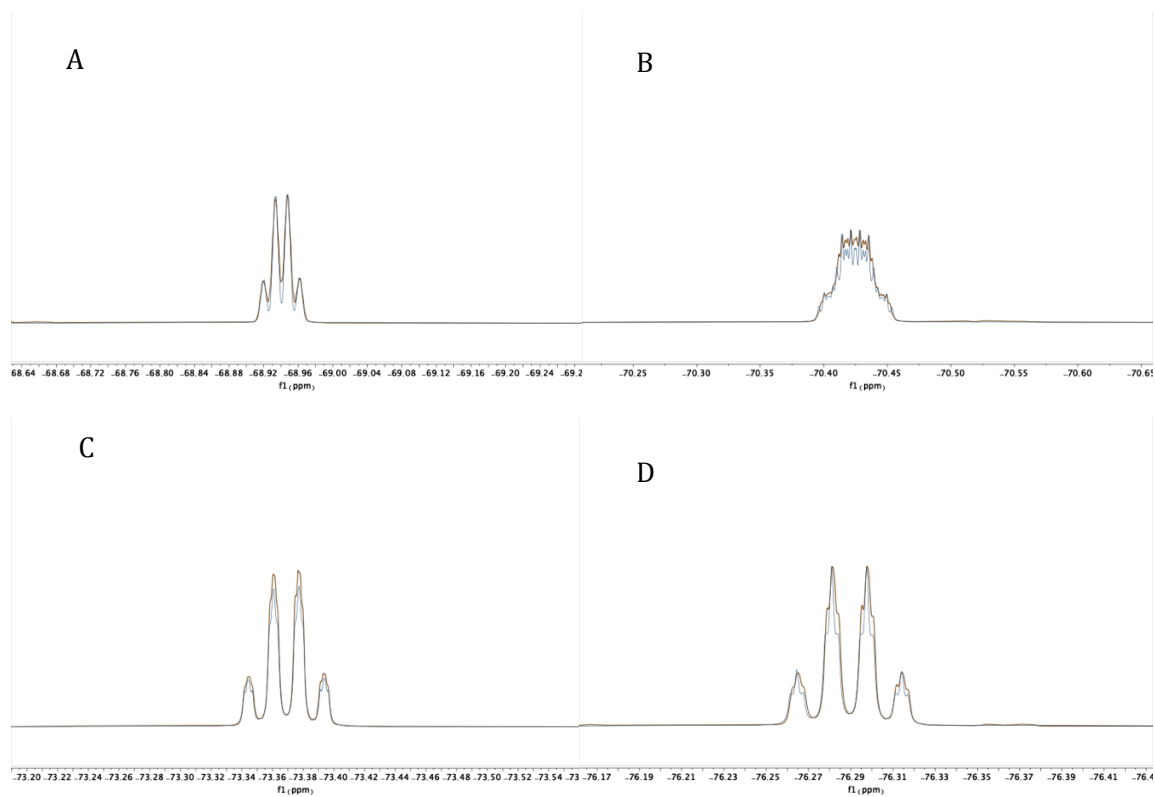 A
B
68.64 −68.68 −68.72 −68.76 −68.80 −68.84 −68.88 −68.92 −68.96 −69.00 −69.04 −69.08 −69.12 −69.16 −69.20 −69.24 −69.2
f1 (ppm)
−70.25 −70.30 −70.35 −70.40 −70.45 −70.50 −70.55 −70.60 −70.65
f1 (ppm)
C
D
−73.20 −73.22 −73.24 −73.26 −73.28 −73.30 −73.32 −73.34 −73.36 −73.38 −73.40 −73.42 −73.44 −73.46 −73.48 −73.50 −73.52 −73.54 −73
f1 (ppm)
−76.17 −76.19 −76.21 −76.23 −76.25 −76.27 −76.29 −76.31 −76.33 −76.35 −76.37 −76.39 −76.41 −76.4
f1 (ppm)